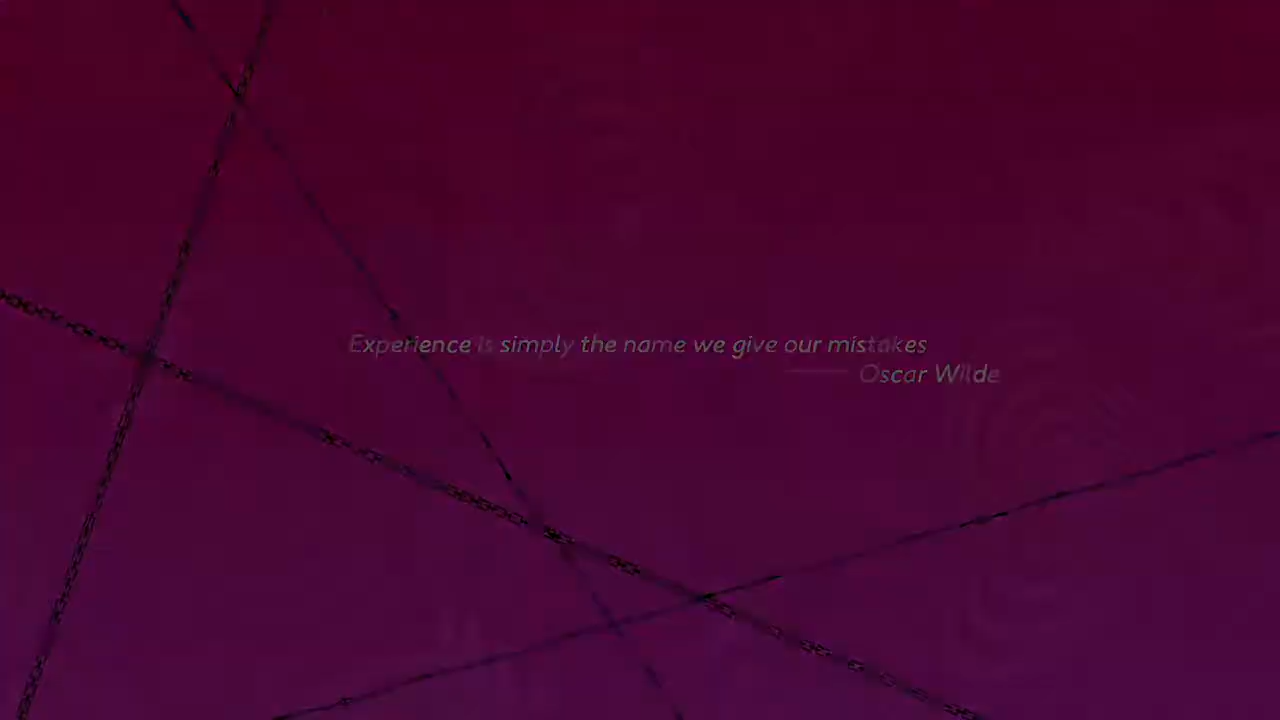 Experience is simply the name we give our mistakes
—— Oscar Wilde